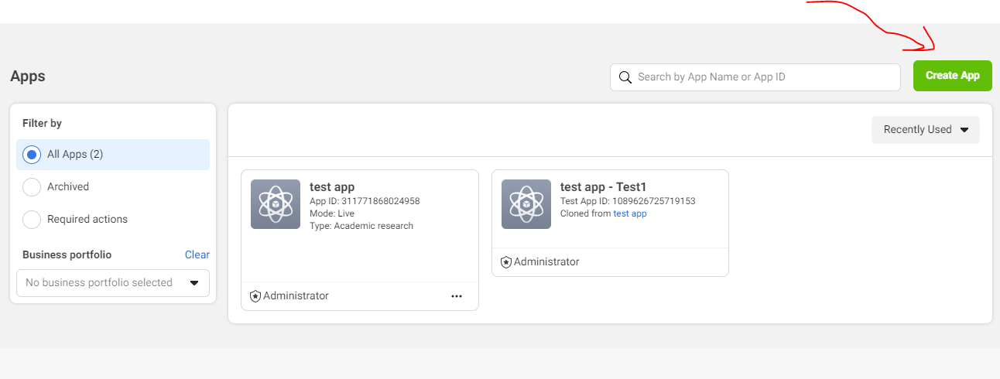 Apps
Search by App Name or App ID
Create App
Filter by
All Apps (2)
Archived
Required actions
Business portfolio
Clear
No business portfolio selected
Recently Used
test app
App ID: 311771868024958
Mode: Live
Type: Academic research
Administrator
test app - Test1
Test App ID: 1089626725719153
Cloned from test app
Administrator